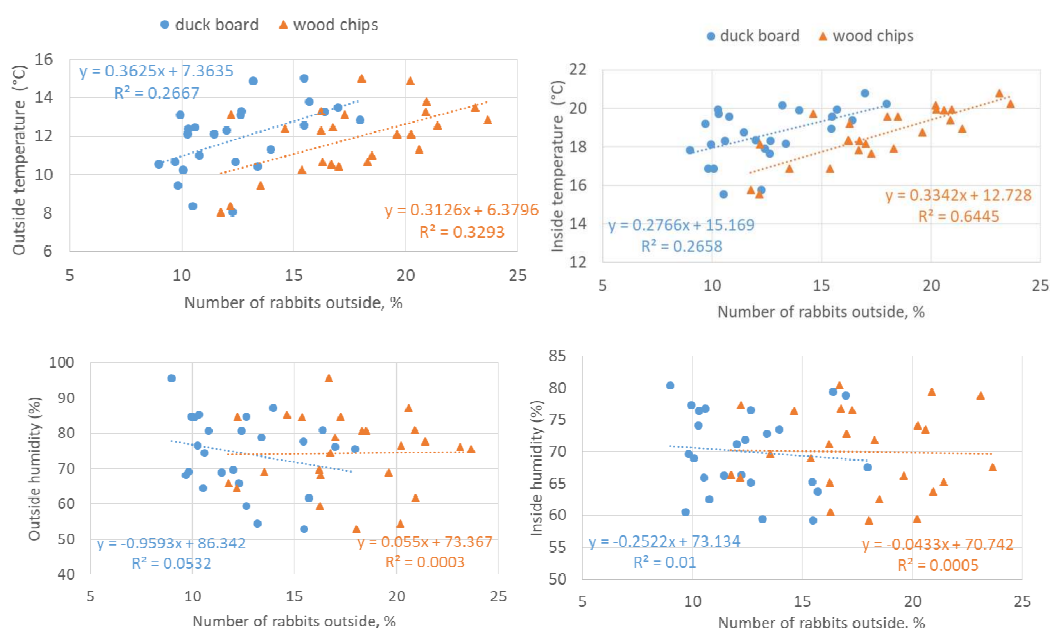 duck board wood chips
16
14
12
10
8
6
Outside temperature (°C)
y = 0.3625x + 7.3635
R² = 0.2667
y = 0.3126x + 6.3796
R² = 0.3293
5 10 15 20 25
Number of rabbits outside, %
duck board wood chips
22
20
18
16
14
12
Inside temperature (°C)
y = 0.2766x + 15.169
R² = 0.2658
y = 0.3342x + 12.728
R² = 0.6445
5 10 15 20 25
Number of rabbits outside, %
100
90
80
70
60
50
40
Outside humidity (%)
y = -0.9593x + 86.342
R² = 0.0532
y = 0.055x + 73.367
R² = 0.0003
5 10 15 20 25
Number of rabbits outside, %
85
80
75
70
65
60
55
50
Inside humidity (%)
y = -0.2522x + 73.134
R² = 0.01
y = -0.0433x + 70.742
R² = 0.0005
5 10 15 20 25
Number of rabbits outside, %